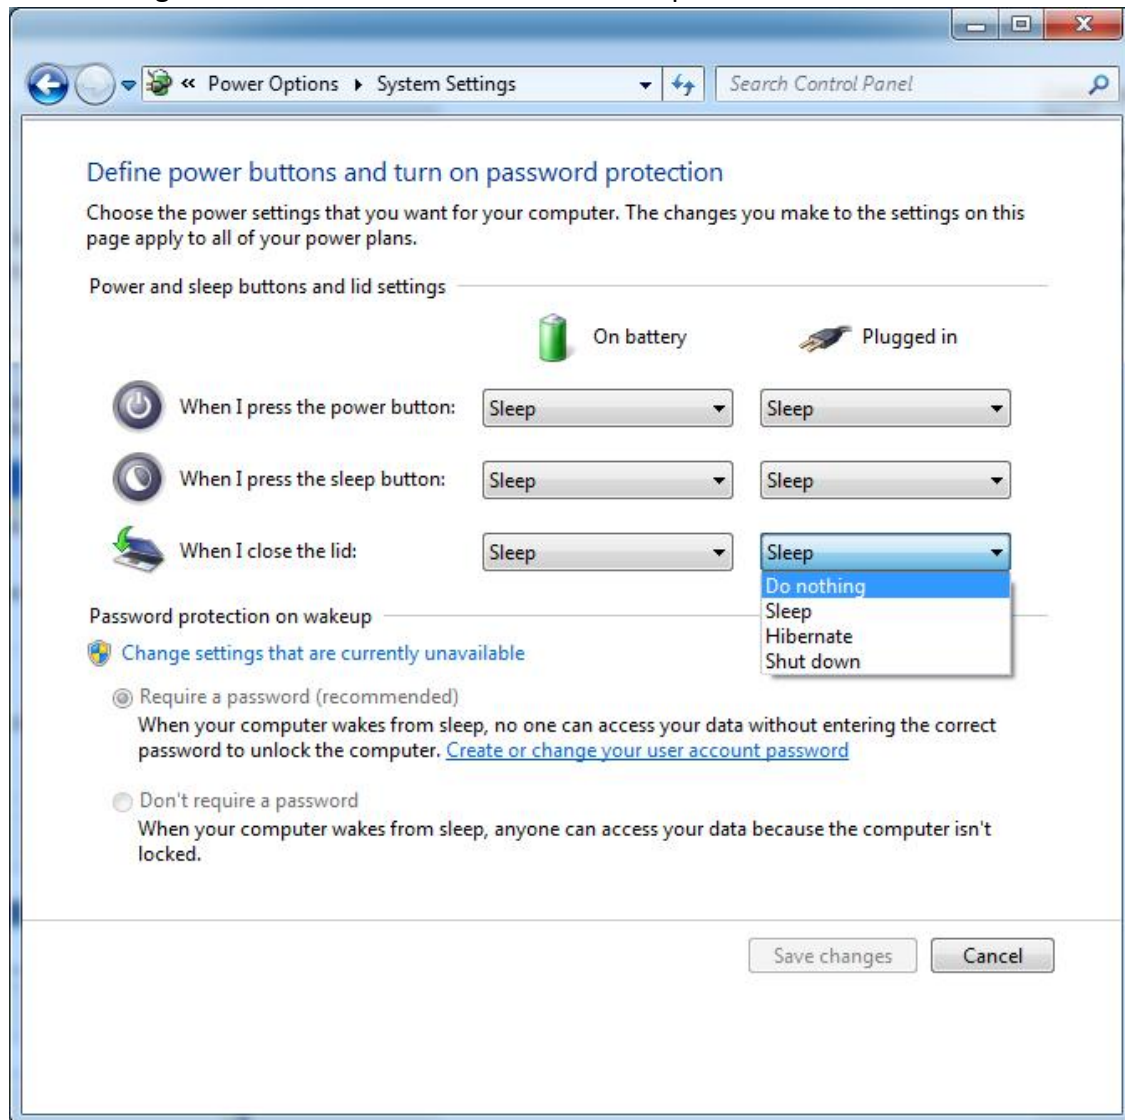 « Power Options ▸ System Settings
Search Control Panel
Define power buttons and turn on password protection
Choose the power settings that you want for your computer. The changes you make to the settings on this
page apply to all of your power plans.
Power and sleep buttons and lid settings
On battery Plugged in
When I press the power button: Sleep Sleep
When I press the sleep button: Sleep Sleep
When I close the lid: Sleep Sleep
Do nothing
Sleep
Hibernate
Shut down
Password protection on wakeup
Change settings that are currently unavailable
Require a password (recommended)
When your computer wakes from sleep, no one can access your data without entering the correct
password to unlock the computer. Create or change your user account password
Don't require a password
When your computer wakes from sleep, anyone can access your data because the computer isn't
locked.
Save changes Cancel